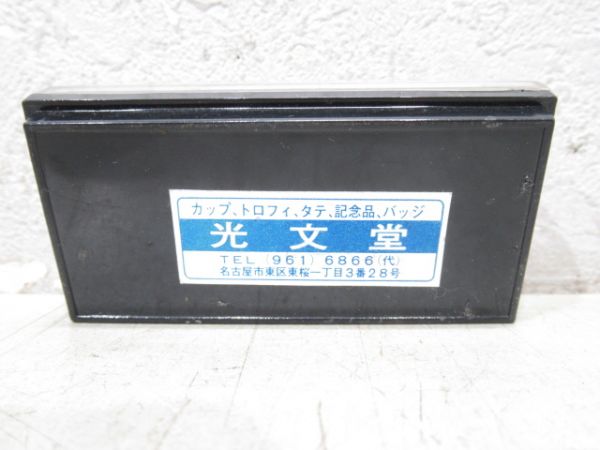 カップ、トロフィ、タテ、記念品、バッジ
光文堂
TEL (961) 6866(代)
名古屋市東区東桜一丁目3番28号